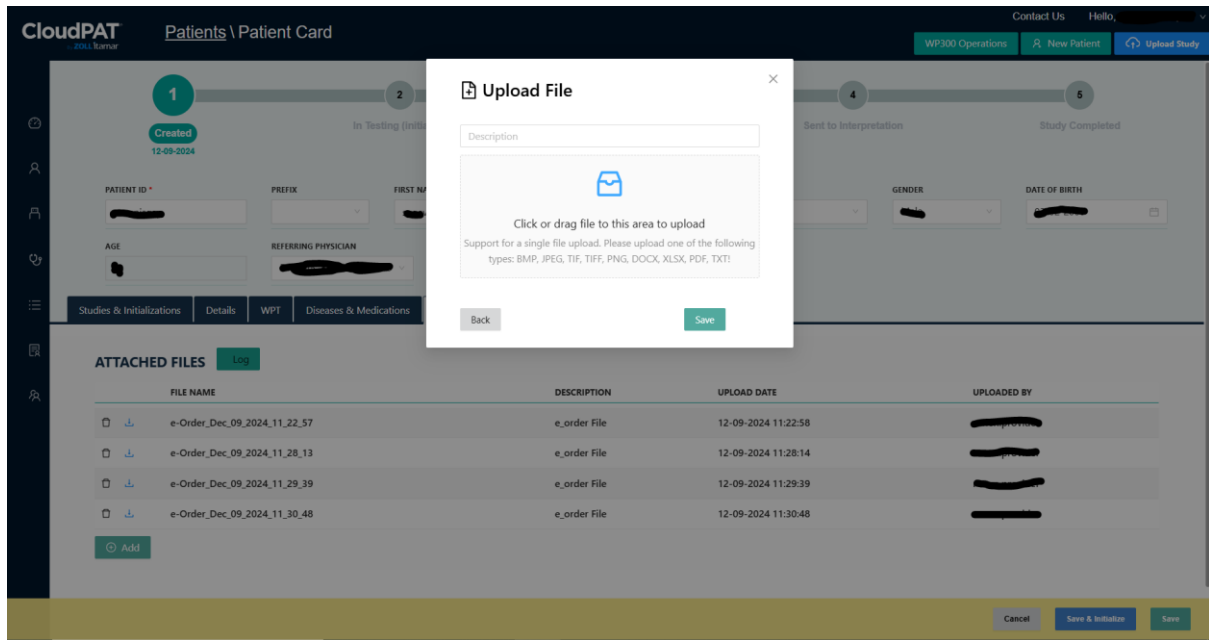 Contact Us Hello,
CloudPAT
ZOLL Itamar
Patients \ Patient Card
WP300 Operations
New Patient
Upload Study
1
2
4
5
Created
12-09-2024
In Testing (Initia
Sent to Interpretation
Study Completed
Upload File
Description
Click or drag file to this area to upload
Support for a single file upload. Please upload one of the following
types: BMP, JPEG, TIF, TIFF, PNG, DOCX, XLSX, PDF, TXT!
Back
Save
PATIENT ID *
PREFIX
FIRST NA
GENDER
DATE OF BIRTH
AGE
REFERRING PHYSICIAN
Studies & Initializations
Details
WPT
Diseases & Medications
ATTACHED FILES
Log
FILE NAME DESCRIPTION UPLOAD DATE UPLOADED BY
e-Order_Dec_09_2024_11_22_57 e_order File 12-09-2024 11:22:58
e-Order_Dec_09_2024_11_28_13 e_order File 12-09-2024 11:28:14
e-Order_Dec_09_2024_11_29_39 e_order File 12-09-2024 11:29:39
e-Order_Dec_09_2024_11_30_48 e_order File 12-09-2024 11:30:48
Add
Cancel
Save & Initialize
Save